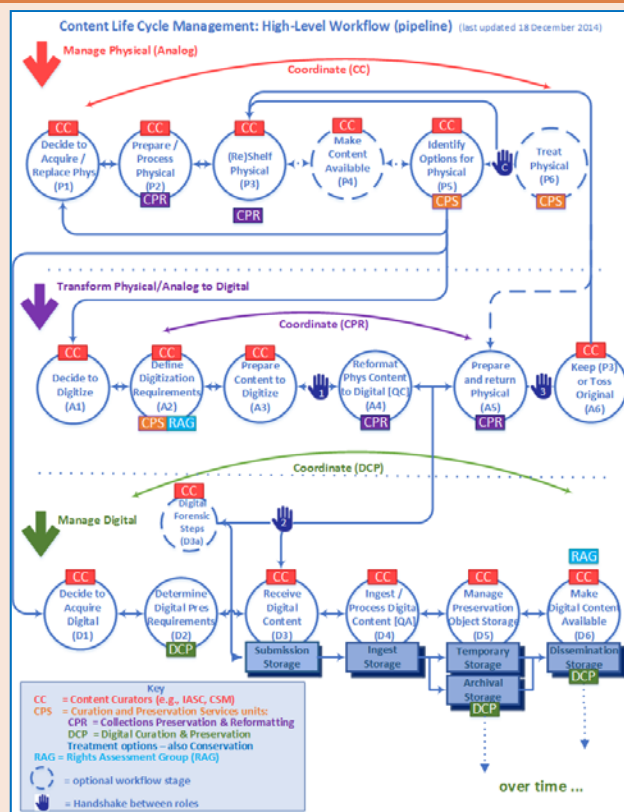 Content Life Cycle Management: High-Level Workflow (pipeline) (last updated 18 December 2014)
Manage Physical (Analog)
Coordinate (CC)
CC
Decide to
Acquire /
Replace Phys
(P1)
CC
Prepare /
Process
Physical
(P2)
CPR
CC
(Re)Shelf
Physical
(P3)
CPR
CC
Make
Content
Available
(P4)
CC
Identify
Options for
Physical
(P5)
CPS
C
Treat
Physical
(P6)
CPS
Transform Physical/Analog to Digital
Coordinate (CPR)
CC
Decide to
Digitize
(A1)
CC
Define
Digitization
Requirements
(A2)
CPS RAG
CC
Prepare
Content to
Digitize
(A3)
1
Reformat
Phys Content
to Digital [QC]
(A4)
CPR
CC
Prepare
and return
Physical
(A5)
CPR
3
CC
Keep (P3)
or Toss
Original
(A6)
Coordinate (DCP)
Manage Digital
CC
Digital
Forensic
Steps
(D3a)
2
CC
Decide to
Acquire
Digital
(D1)
Determine
Digital Pres
Requirements
(D2)
DCP
CC
Receive
Digital
Content
(D3)
Submission
Storage
CC
Ingest /
Process Digital
Content [QA]
(D4)
Ingest Storage
CC
Manage
Preservation
Object Storage
(D5)
Temporary
Storage
Archival
Storage
DCP
RAG
CC
Make
Digital Content
Available
(D6)
Dissemination
Storage
DCP
Key
CC = Content Curators (e.g., IASC, CSM)
CPS = Curation and Preservation Services units:
CPR = Collections Preservation & Reformatting
DCP = Digital Curation & Preservation
Treatment options – also Conservation
RAG = Rights Assessment Group (RAG)
= optional workflow stage
= Handshake between roles
over time ...